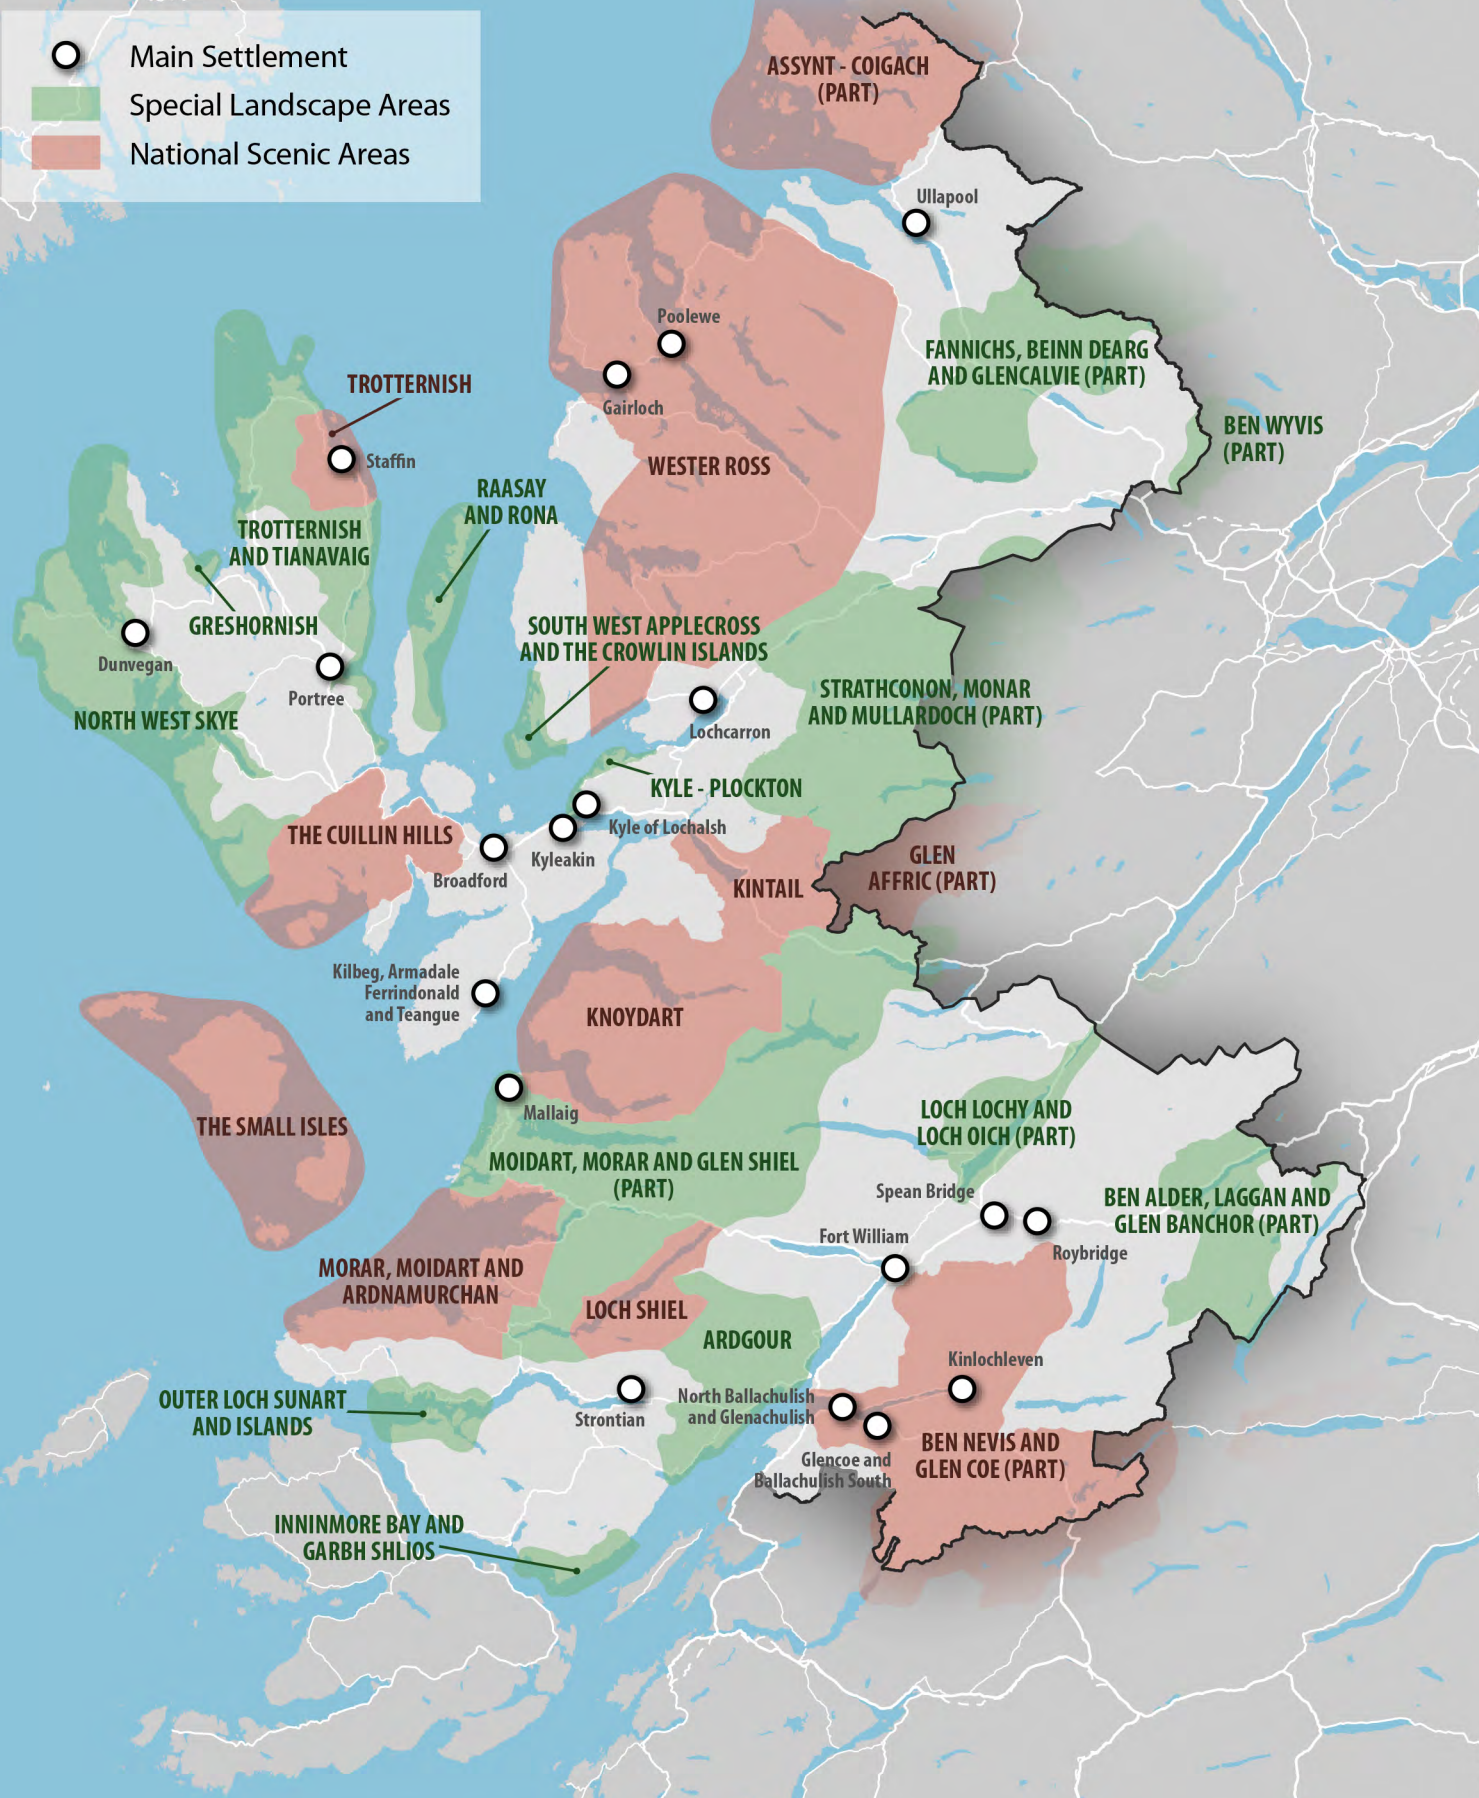 Main Settlement
Special Landscape Areas
National Scenic Areas
ASSYNT - COIGACH
(PART)
Ullapool
Poolewe
Gairloch
FANNICHS, BEINN DEARG
AND GLENCALVIE (PART)
BEN WYVIS
(PART)
TROTTERNISH
Staffin
WESTER ROSS
RAASAY
AND RONA
TROTTERNISH
AND TIANAVAIG
GRESHORNISH
SOUTH WEST APPLECROSS
AND THE CROWLIN ISLANDS
Dunvegan
Portree
NORTH WEST SKYE
STRATHCONON, MONAR
AND MULLARDOCH (PART)
Lochcarron
KYLE - PLOCKTON
Kyle of Lochalsh
THE CUILLIN HILLS
Kyleakin
Broadford
KINTAIL
GLEN
AFFRIC (PART)
Kilbeg, Armadale
Ferrindonald
and Teangue
KNOYDART
Mallaig
THE SMALL ISLES
LOCH LOCHY AND
LOCH OICH (PART)
MOIDART, MORAR AND GLEN SHIEL
(PART)
Spean Bridge
BEN ALDER, LAGGAN AND
GLEN BANCHOR (PART)
Fort William
Roybridge
MORAR, MOIDART AND
ARDNAMURCHAN
LOCH SHIEL
ARDGOUR
Kinlochleven
OUTER LOCH SUNART
AND ISLANDS
Strontian
North Ballachulish
and Glenachulish
BEN NEVIS AND
GLEN COE (PART)
Glencoe and
Ballachulish South
INNINMORE BAY AND
GARBH SHLIOS